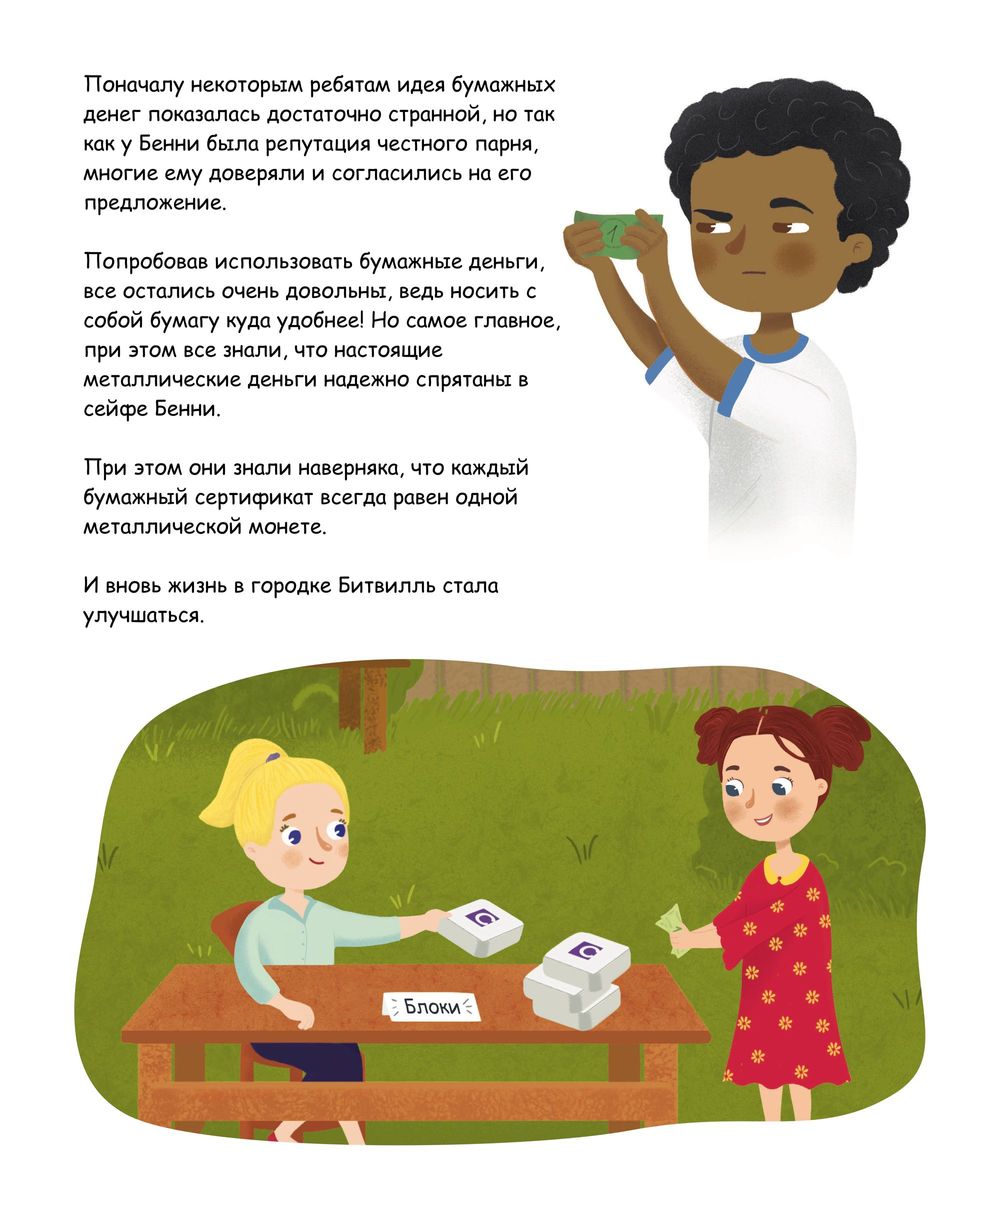 Поначалу некоторым ребятам идея бумажных
денег показалась достаточно странной, но так
как у Бенни была репутация честного парня,
многие ему доверяли и согласились на его
предложение.
Попробовав использовать бумажные деньги,
все остались очень довольны, ведь носить с
собой бумагу куда удобнее! Но самое главное,
при этом все знали, что настоящие
металлические деньги надежно спрятаны в
сейфе Бенни.
При этом они знали наверняка, что каждый
бумажный сертификат всегда равен одной
металлической монете.
И вновь жизнь в городке Битвилль стала
улучшаться.
1
C
C
Блоки